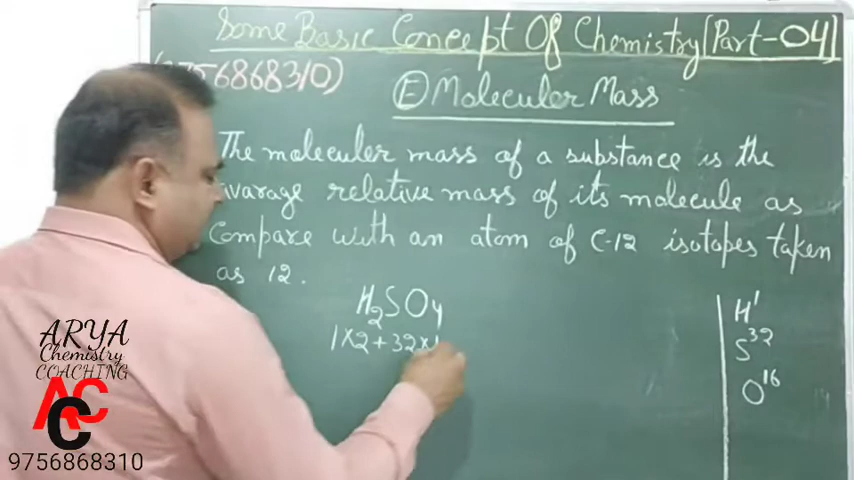 Some Basic Concept Of Chemistry [Part-04]
56868310)
Ⓔ Moleculer Mass
The moleculer mass of a substance is the
avarage relative mass of its molecule as
Compare with an atom of C-12 isotopes taken
as 12.
H₂SO₄
1×2+32×1
H¹
S³²
O¹⁶
ARYA
Chemistry
COACHING
AC
C
9756868310